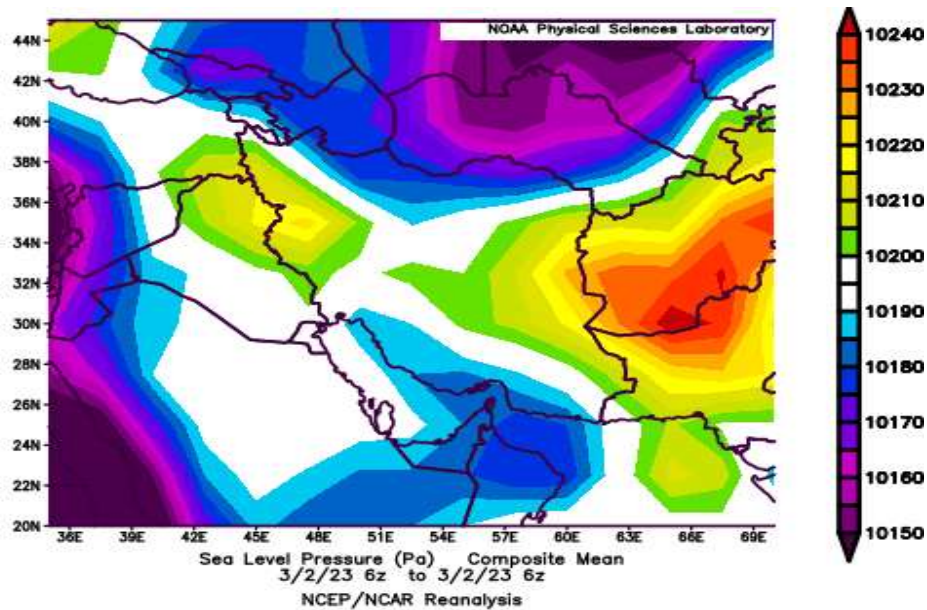 NOAA Physical Sciences Laboratory
44N
42N
40N
38N
36N
34N
32N
30N
28N
26N
24N
22N
20N
36E 39E 42E 45E 48E 51E 54E 57E 60E 63E 66E 69E
10240
10230
10220
10210
10200
10190
10180
10170
10160
10150
Sea Level Pressure (Pa) Composite Mean
3/2/23 6z to 3/2/23 6z
NCEP/NCAR Reanalysis